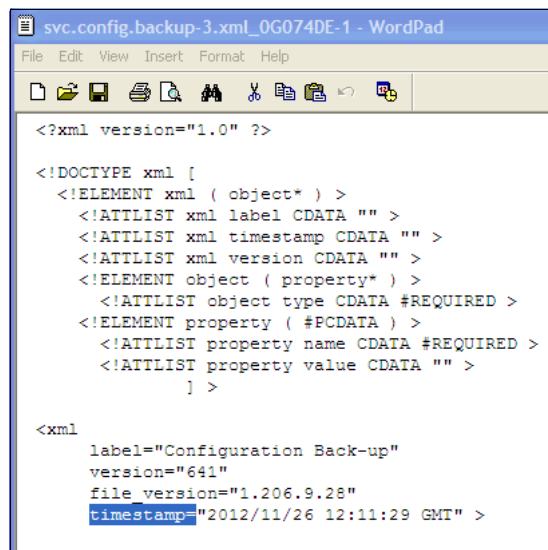 svc.config.backup-3.xml_0G074DE-1 - WordPad
File Edit View Insert Format Help
<?xml version="1.0" ?>
<!DOCTYPE xml [
<!ELEMENT xml ( object* ) >
<!ATTLIST xml label CDATA "" >
<!ATTLIST xml timestamp CDATA "" >
<!ATTLIST xml version CDATA "" >
<!ELEMENT object ( property* ) >
<!ATTLIST object type CDATA #REQUIRED >
<!ELEMENT property ( #PCDATA ) >
<!ATTLIST property name CDATA #REQUIRED >
<!ATTLIST property value CDATA "" >
] >
<xml
label="Configuration Back-up"
version="641"
file_version="1.206.9.28"
timestamp="2012/11/26 12:11:29 GMT" >